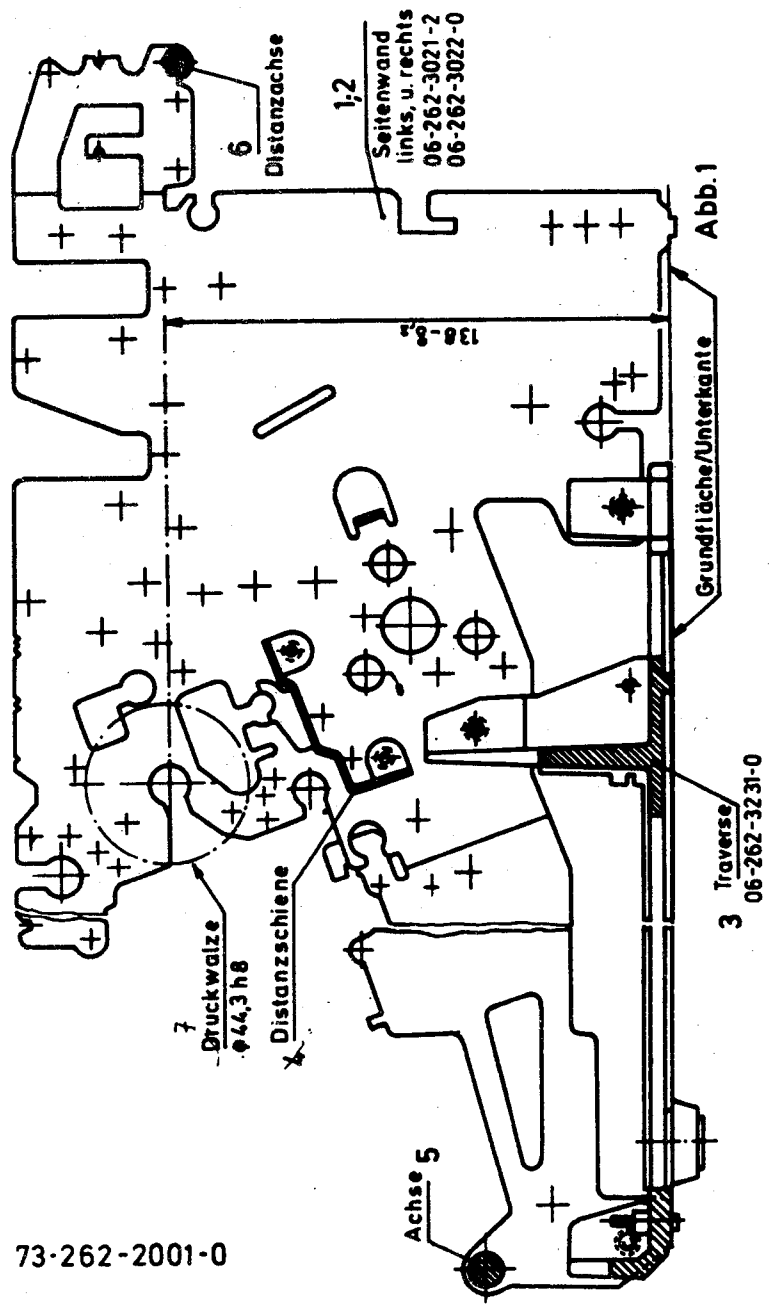 6
Distanzachse
1,2
Seitenwand
links, u. rechts
06-262-3021-2
06-262-3022-0
Abb.1
138-0,2
Grundfläche/Unterkante
7
Druckwalze
φ44,3 h8
Distanzschiene
3
Traverse
06-262-3231-0
Achse 5
73-262-2001-0